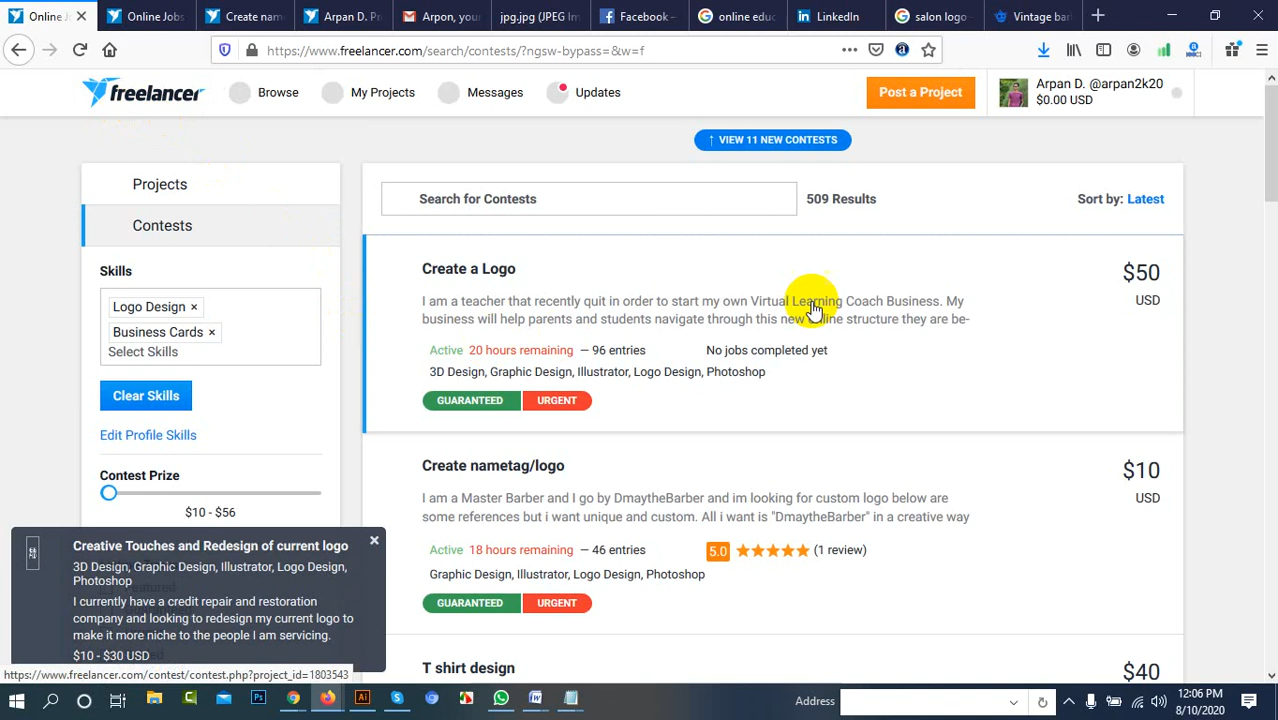 Online J
Online Jobs
Create nam
Arpan D. Pr
Arpon, you
jpg.jpg (JPEG Im
Facebook –
online educ
LinkedIn
salon logo
Vintage bar
https://www.freelancer.com/search/contests/?ngsw-bypass=&w=f
freelancer
Browse
My Projects
Messages
Updates
Post a Project
Arpan D. @arpan2k20
$0.00 USD
↑ VIEW 11 NEW CONTESTS
Projects
Contests
Skills
Logo Design ×
Business Cards ×
Select Skills
Clear Skills
Edit Profile Skills
Contest Prize
$10 - $56
Search for Contests
509 Results
Sort by: Latest
Create a Logo
$50
USD
I am a teacher that recently quit in order to start my own Virtual Learning Coach Business. My
business will help parents and students navigate through this new online structure they are be-
Active 20 hours remaining — 96 entries
No jobs completed yet
3D Design, Graphic Design, Illustrator, Logo Design, Photoshop
GUARANTEED
URGENT
Create nametag/logo
$10
USD
I am a Master Barber and I go by DmaytheBarber and im looking for custom logo below are
some references but i want unique and custom. All i want is "DmaytheBarber" in a creative way
Active 18 hours remaining — 46 entries
5.0
(1 review)
Graphic Design, Illustrator, Logo Design, Photoshop
GUARANTEED
URGENT
T shirt design
$40
Creative Touches and Redesign of current logo
3D Design, Graphic Design, Illustrator, Logo Design,
Photoshop
I currently have a credit repair and restoration
company and looking to redesign my current logo to
make it more niche to the people I am servicing.
$10 - $30 USD
https://www.freelancer.com/contest/contest.php?project_id=1803543
Address
12:06 PM
8/10/2020